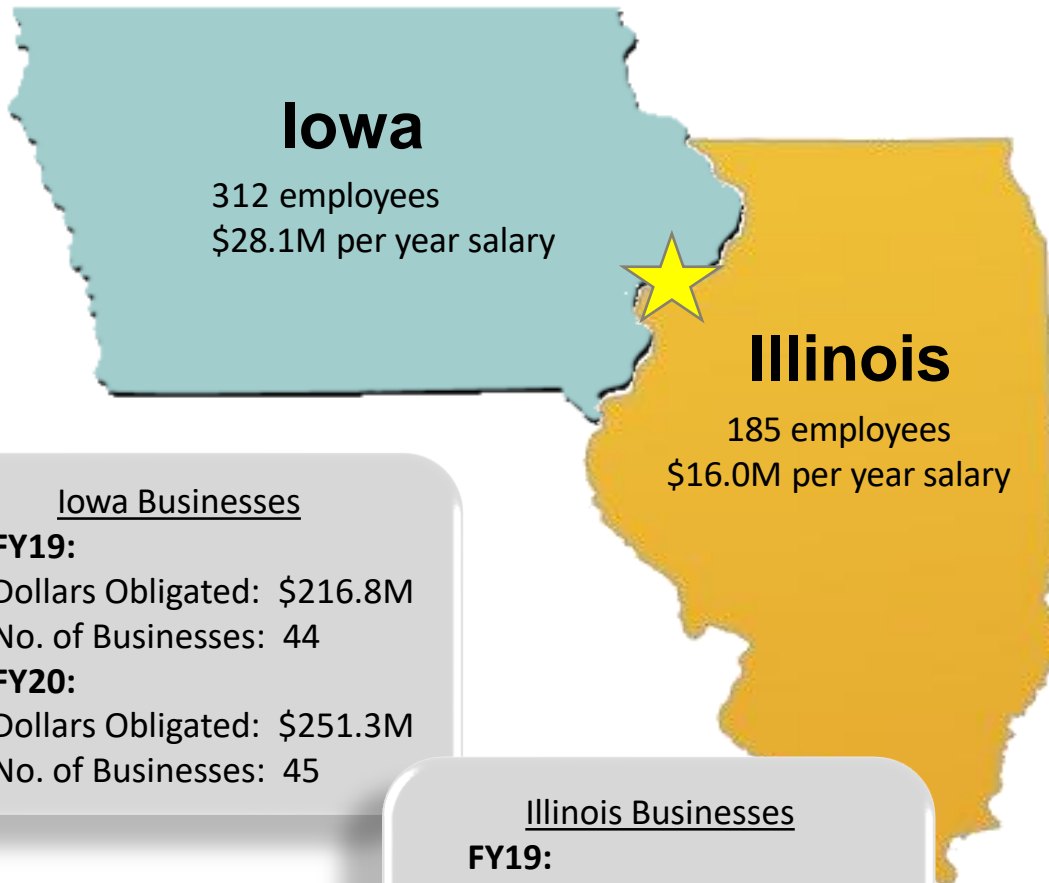 Iowa
312 employees
$28.1M per year salary
Illinois
185 employees
$16.0M per year salary
Iowa Businesses
FY19:
Dollars Obligated: $216.8M
No. of Businesses: 44
FY20:
Dollars Obligated: $251.3M
No. of Businesses: 45
Illinois Businesses
FY19: